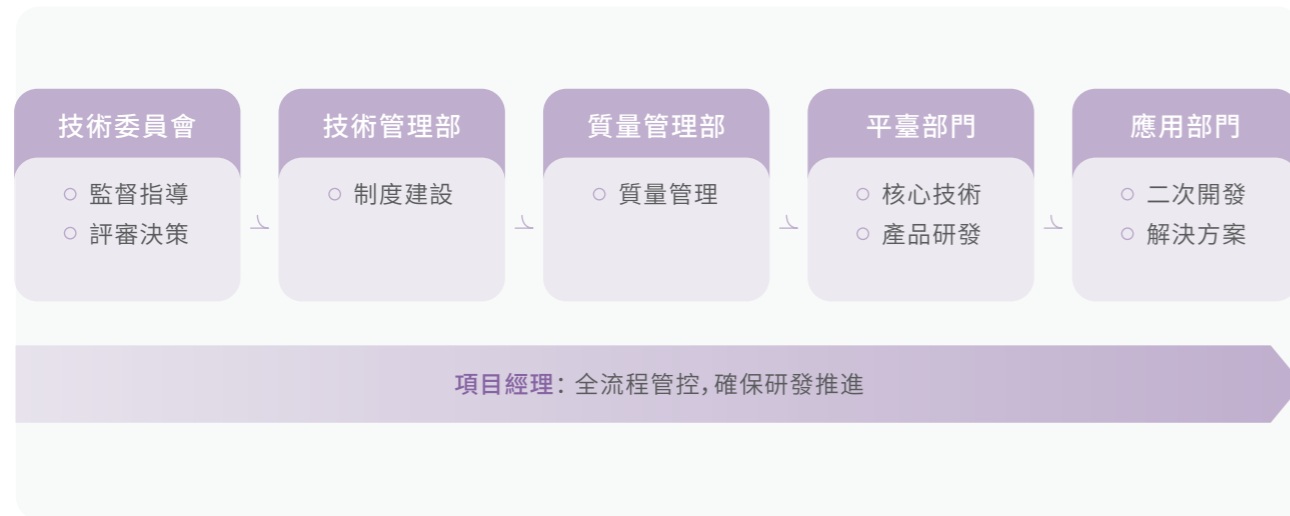 技術委員會
監督指導
評審決策
技術管理部
制度建設
質量管理部
質量管理
平臺部門
核心技術
產品研發
應用部門
二次開發
解決方案
項目經理：全流程管控，確保研發推進